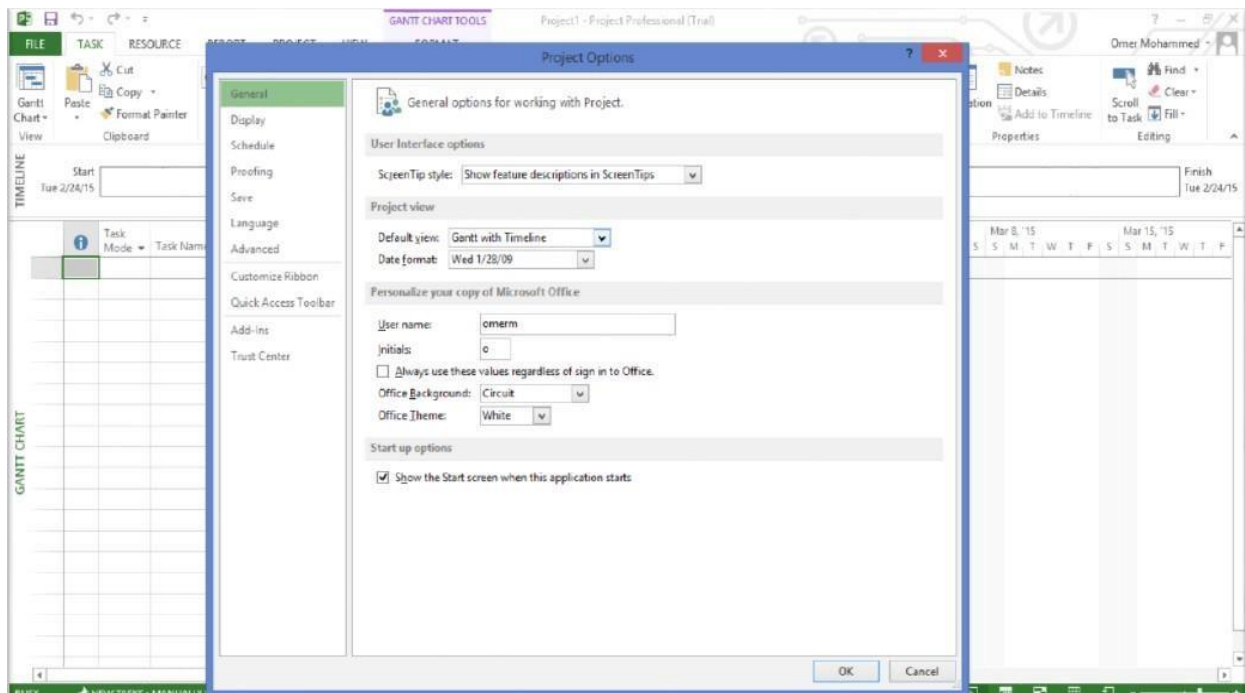 GANTT CHART TOOLS Project1 - Project Professional (Trial)
FILE TASK RESOURCE REPORT PROJECT VIEW FORMAT Omer Mohammed
Project Options
Cut
Copy
Format Painter
Gantt Chart
Paste
View Clipboard
Notes
Details
Add to Timeline
Properties
Scroll to Task
Find
Clear
Fill
Editing
TIMELINE
Start
Tue 2/24/15
Finish
Tue 2/24/15
Task Mode
Task Name
Mar 8, '15 Mar 15, '15
S S M T W T F S S M T W T F
GANTT CHART
General
Display
Schedule
Proofing
Save
Language
Advanced
Customize Ribbon
Quick Access Toolbar
Add-Ins
Trust Center
General options for working with Project.
User Interface options
ScreenTip style: Show feature descriptions in ScreenTips
Project view
Default view: Gantt with Timeline
Date format: Wed 1/28/09
Personalize your copy of Microsoft Office
User name: omerm
Initials: o
Always use these values regardless of sign in to Office.
Office Background: Circuit
Office Theme: White
Start up options
Show the Start screen when this application starts
OK Cancel